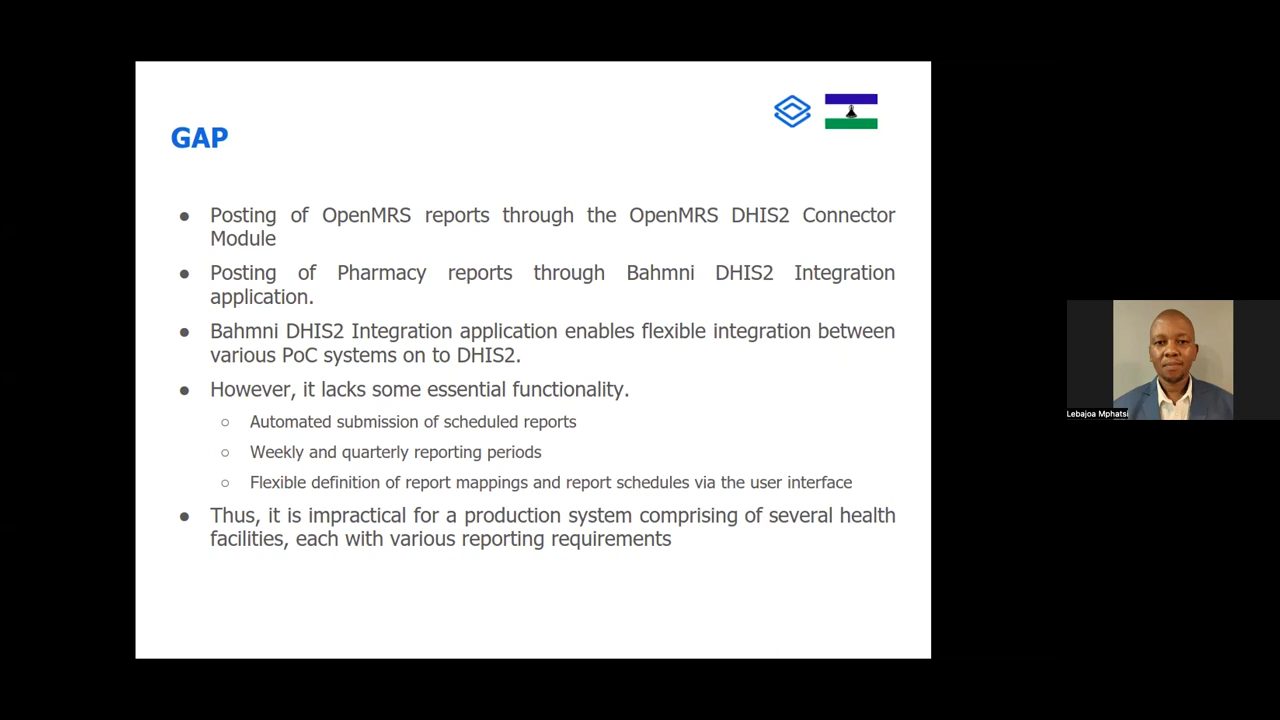 GAP
● Posting of OpenMRS reports through the OpenMRS DHIS2 Connector
Module
● Posting of Pharmacy reports through Bahmni DHIS2 Integration
application.
● Bahmni DHIS2 Integration application enables flexible integration between
various PoC systems on to DHIS2.
● However, it lacks some essential functionality.
○ Automated submission of scheduled reports
○ Weekly and quarterly reporting periods
○ Flexible definition of report mappings and report schedules via the user interface
● Thus, it is impractical for a production system comprising of several health
facilities, each with various reporting requirements
Lebajoa Mphatsi